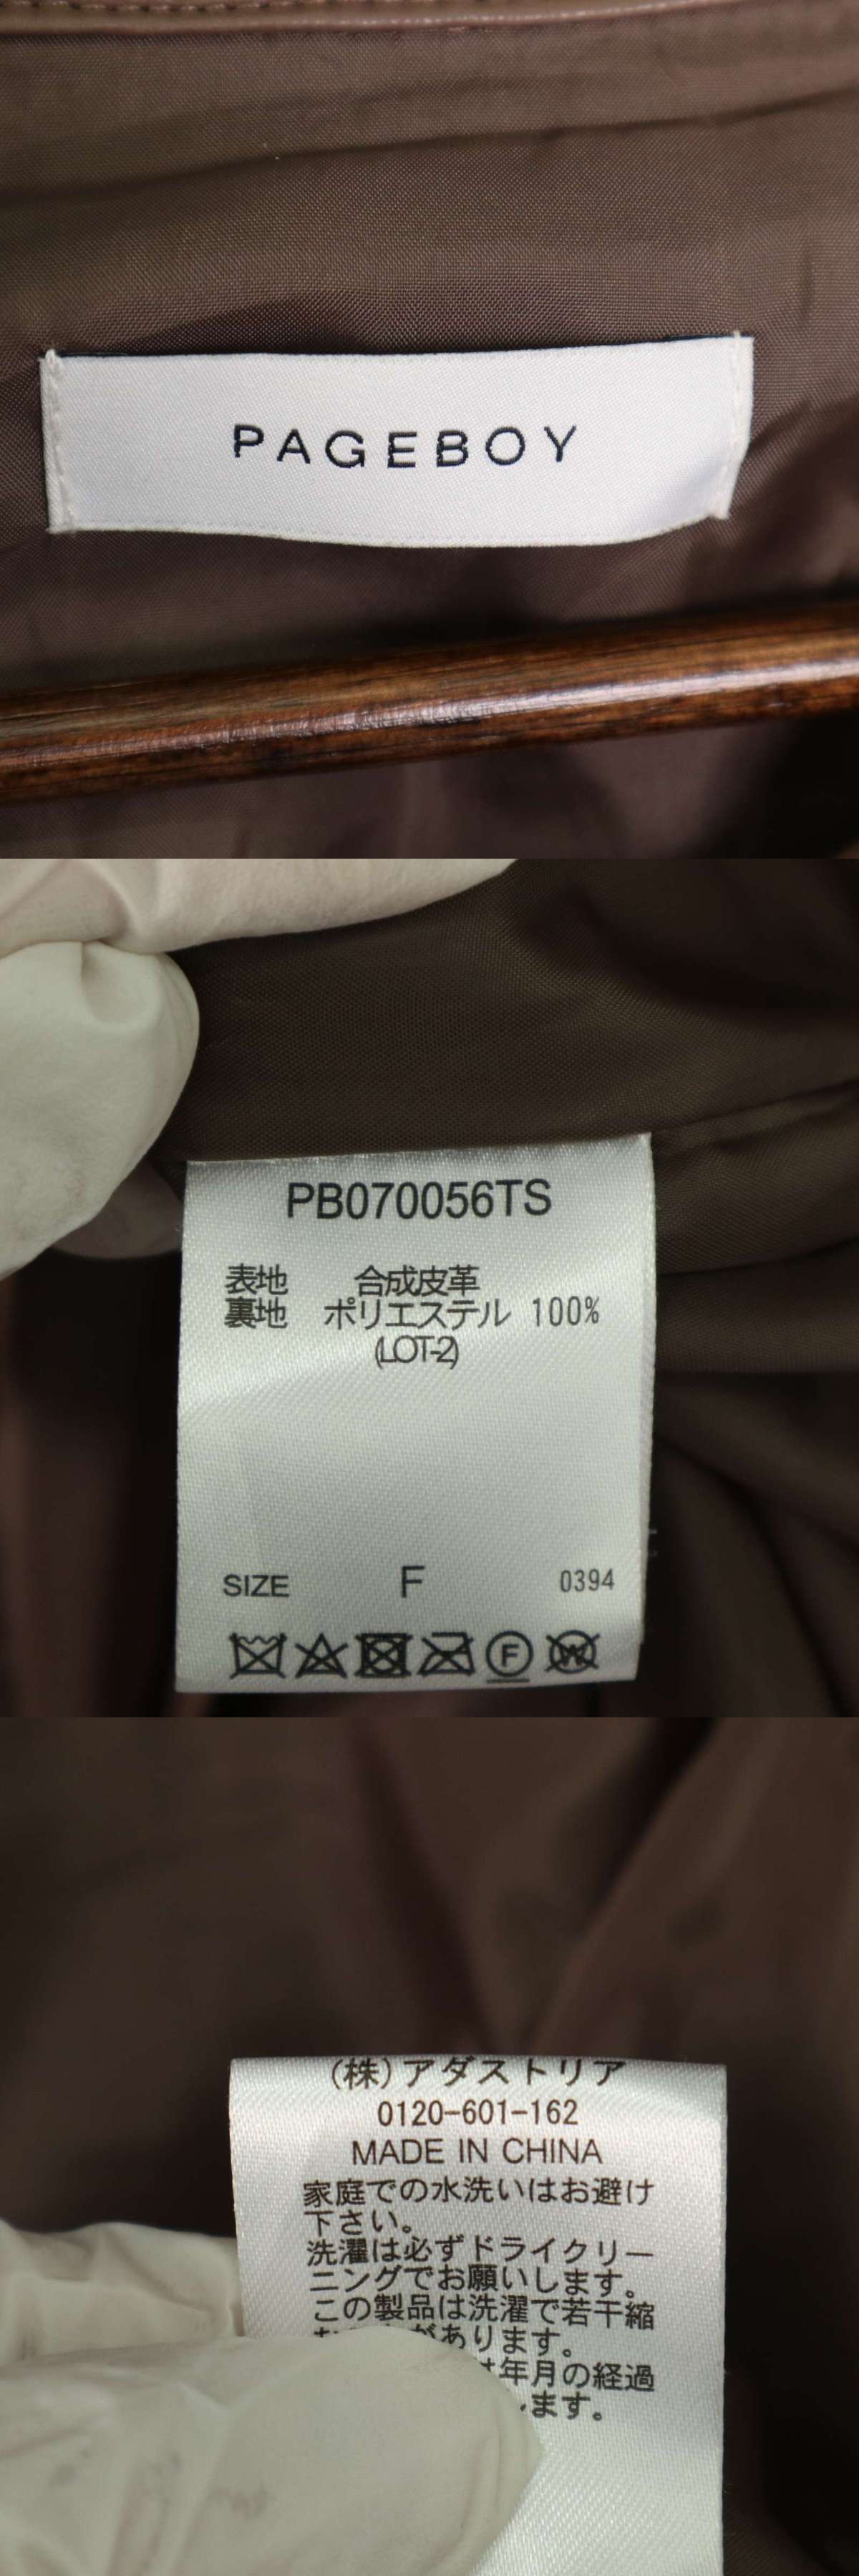 PAGEBOY
PB070056TS
表地 合成皮革
裏地 ポリエステル 100%
(LOT-2)
SIZE F 0394
F
W
(株)アダストリア
0120-601-162
MADE IN CHINA
家庭での水洗いはお避け
下さい。
洗濯は必ずドライクリー
ニングでお願いします。
この製品は洗濯で若干縮
があります。
年月の経過
します。